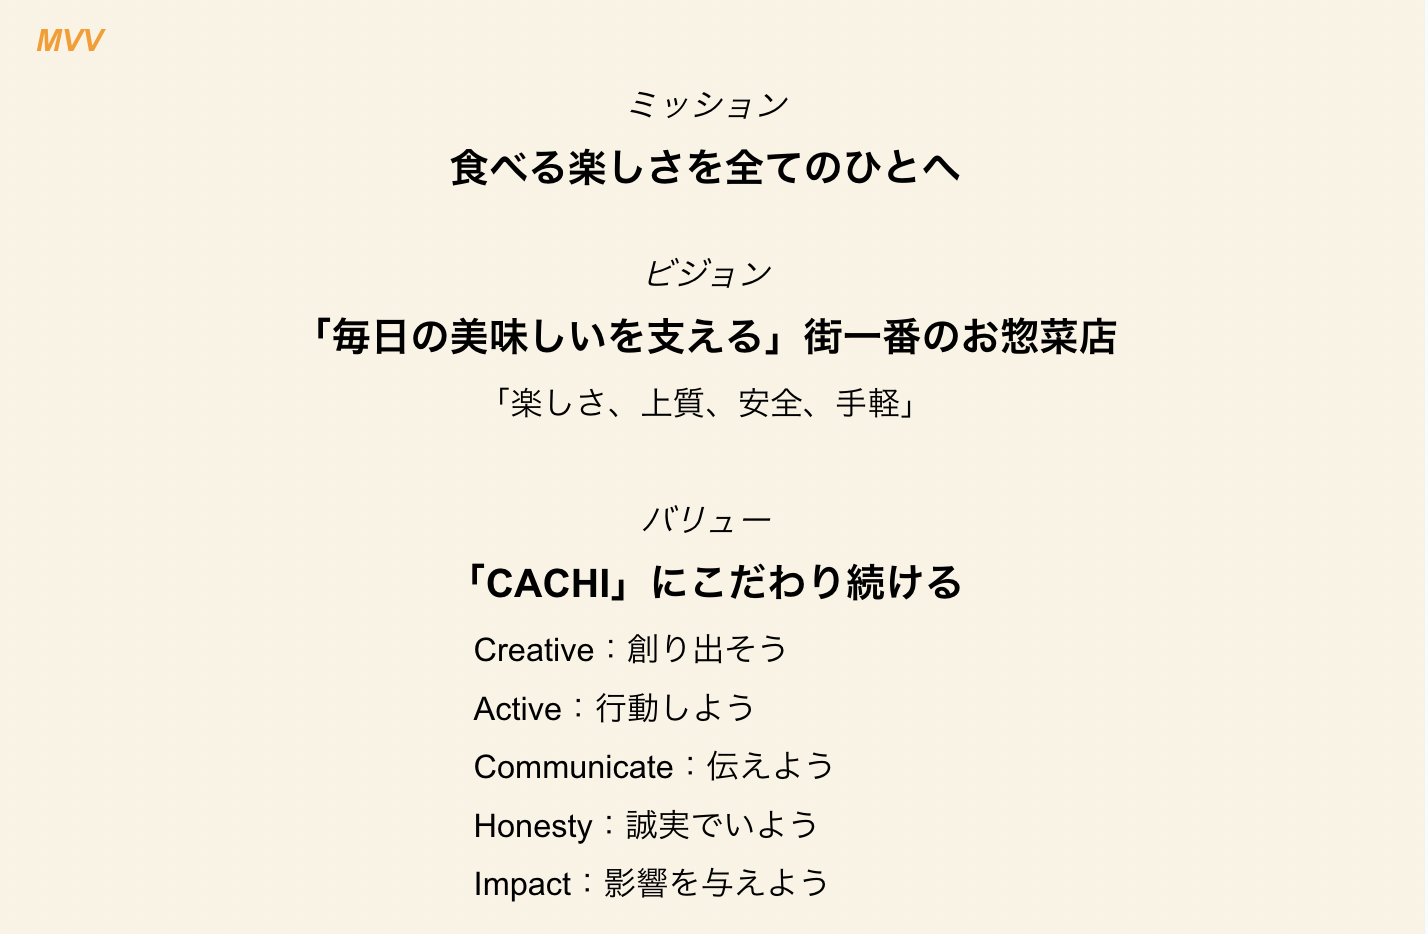 MVV
ミッション
食べる楽しさを全てのひとへ
ビジョン
「毎日の美味しいを支える」街一番のお惣菜店
「楽しさ、上質、安全、手軽」
バリュー
「CACHI」にこだわり続ける
Creative：創り出そう
Active：行動しよう
Communicate：伝えよう
Honesty：誠実でいよう
Impact：影響を与えよう